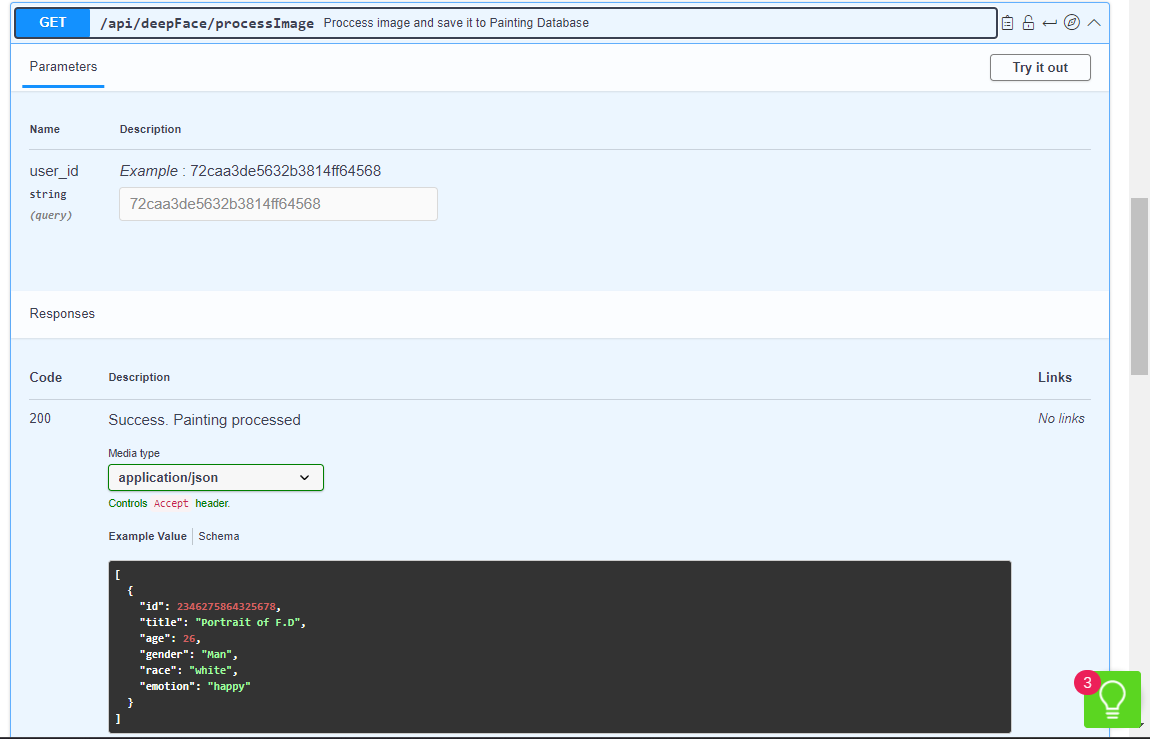 GET /api/deepFace/processImage Proccess image and save it to Painting Database
Parameters
Try it out
Name Description
user_id Example : 72caa3de5632b3814ff64568
string
(query)
72caa3de5632b3814ff64568
Responses
Code Description Links
200 Success. Painting processed No links
Media type
application/json
Controls Accept header.
Example Value Schema
[
{
"id": 2346275864325678,
"title": "Portrait of F.D",
"age": 26,
"gender": "Man",
"race": "white",
"emotion": "happy"
}
]
3